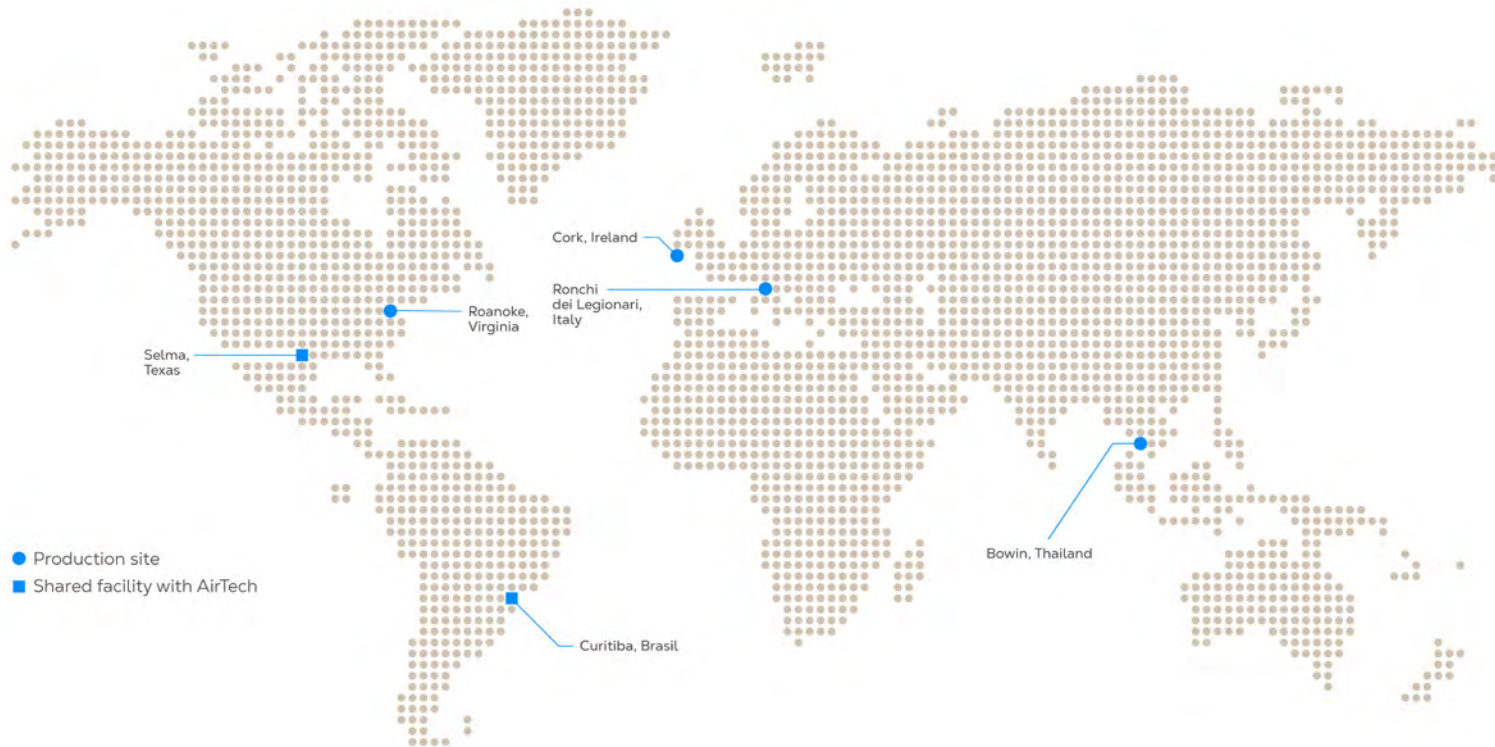 Cork, Ireland
Ronchi
dei Legionari,
Italy
Roanoke,
Virginia
Selma,
Texas
Bowin, Thailand
Production site
Shared facility with AirTech
Curitiba, Brasil